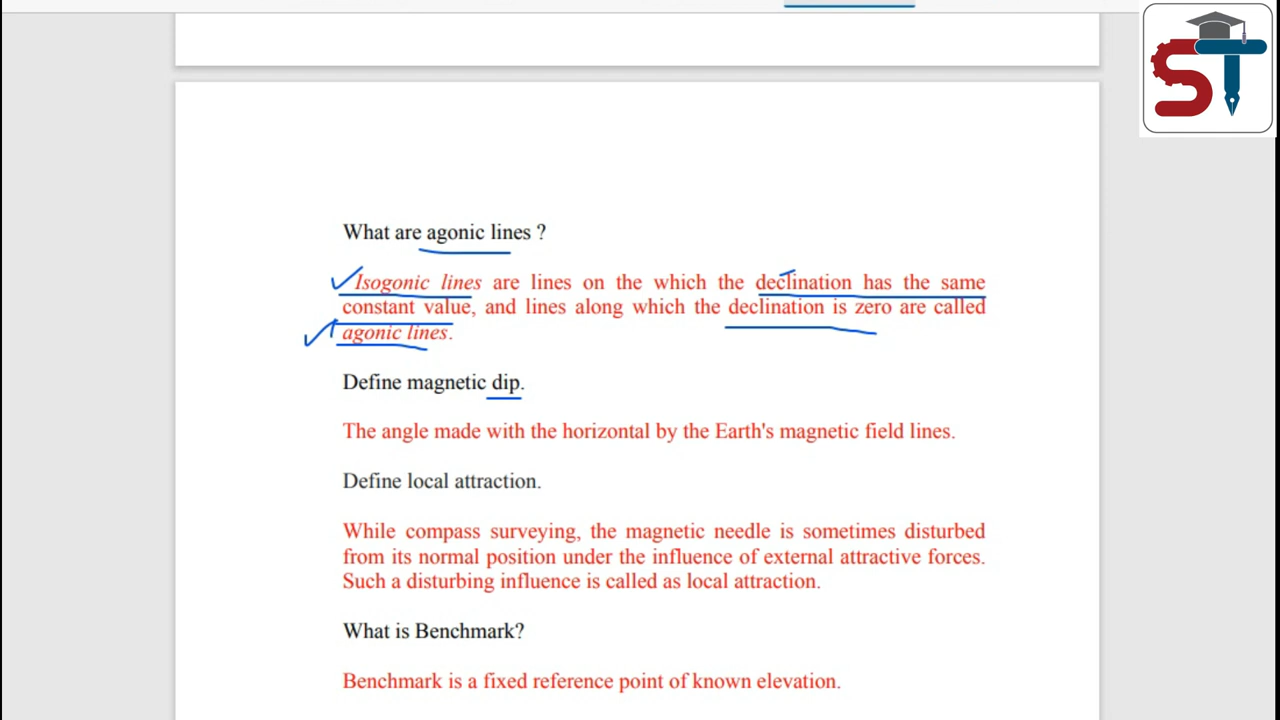 ST
What are agonic lines ?
Isogonic lines are lines on the which the declination has the same
constant value, and lines along which the declination is zero are called
agonic lines.
Define magnetic dip.
The angle made with the horizontal by the Earth's magnetic field lines.
Define local attraction.
While compass surveying, the magnetic needle is sometimes disturbed
from its normal position under the influence of external attractive forces.
Such a disturbing influence is called as local attraction.
What is Benchmark?
Benchmark is a fixed reference point of known elevation.